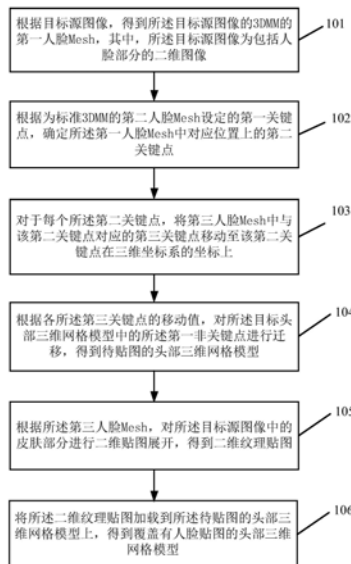 根据目标源图像，得到所述目标源图像的3DMM的
第一人脸Mesh，其中，所述目标源图像为包括人
脸部分的二维图像
101
根据为标准3DMM的第二人脸Mesh设定的第一关键
点，确定所述第一人脸Mesh中对应位置上的第二
关键点
102
对于每个所述第二关键点，将第三人脸Mesh中与
该第二关键点对应的第三关键点移动至该第二关
键点在三维坐标系的坐标上
103
根据各所述第三关键点的移动值，对所述目标头
部三维网格模型中的所述第一非关键点进行迁
移，得到待贴图的头部三维网格模型
104
根据所述第三人脸Mesh，对所述目标源图像中的
皮肤部分进行二维贴图展开，得到二维纹理贴图
105
将所述二维纹理贴图加载到所述待贴图的头部三
维网格模型上，得到覆盖有人脸贴图的头部三维
网格模型
106